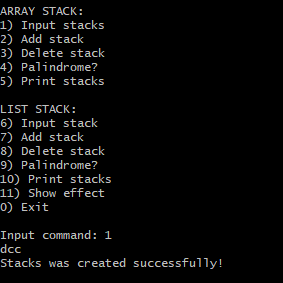 ARRAY STACK:
1) Input stacks
2) Add stack
3) Delete stack
4) Palindrome?
5) Print stacks
LIST STACK:
6) Input stack
7) Add stack
8) Delete stack
9) Palindrome?
10) Print stacks
11) Show effect
0) Exit
Input command: 1
dcc
Stacks was created successfully!